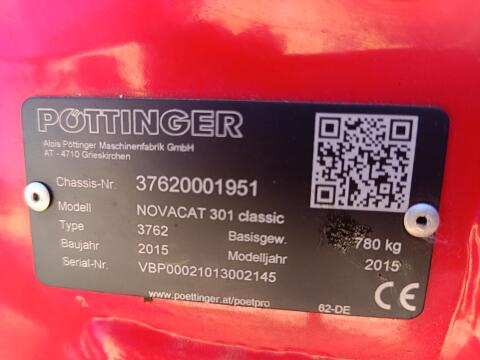 PÖTTINGER
Alois Pöttinger Maschinenfabrik GmbH
AT - 4710 Grieskirchen
Chassis-Nr. 37620001951
Modell NOVACAT 301 classic
Type 3762 Basisgew. 780 kg
Baujahr 2015 Modelljahr 2015
Serial-Nr. VBP00021013002145
www.poettinger.at/poetpro
62-DE CE